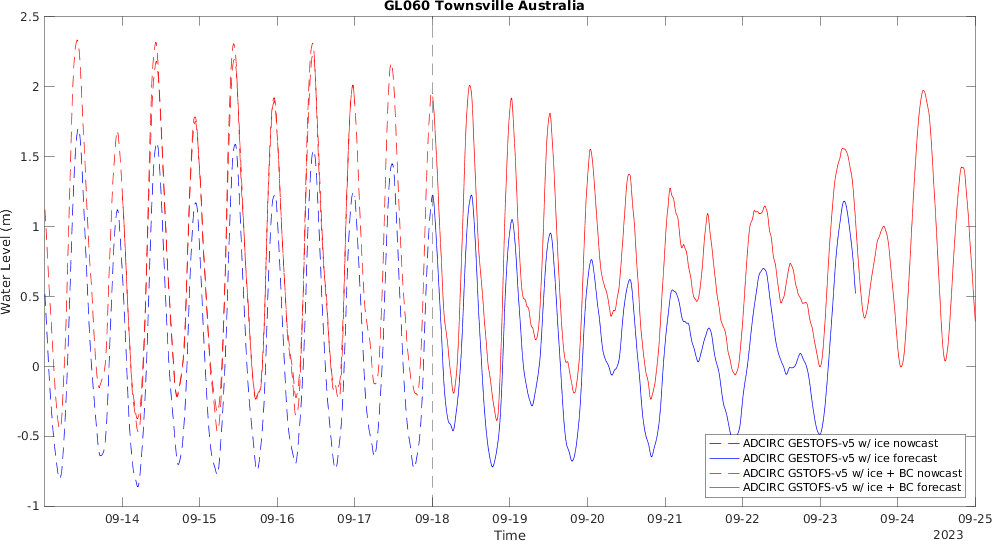 GL060 Townsville Australia
2.5
2
1.5
1
0.5
0
-0.5
-1
Water Level (m)
09-14 09-15 09-16 09-17 09-18 09-19 09-20 09-21 09-22 09-23 09-24 09-25
Time
2023
ADCIRC GESTOFS-v5 w/ ice nowcast
ADCIRC GESTOFS-v5 w/ ice forecast
ADCIRC GSTOFS-v5 w/ ice + BC nowcast
ADCIRC GSTOFS-v5 w/ ice + BC forecast